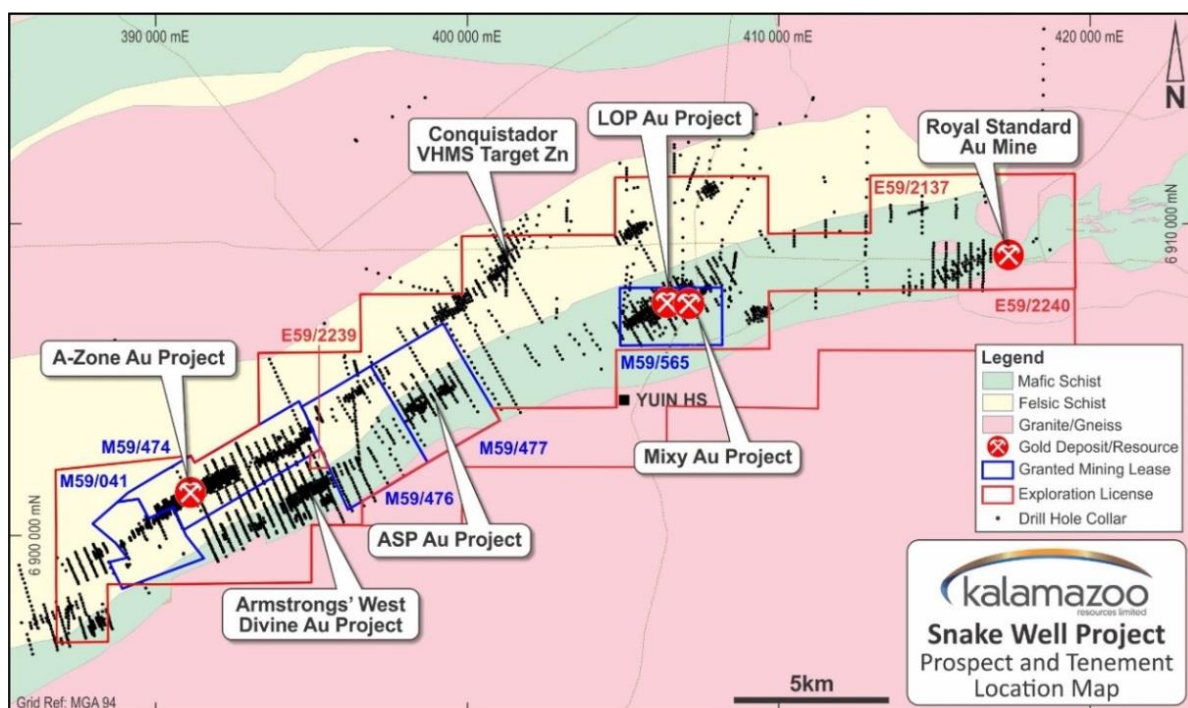 390 000 mE
400 000 mE
410 000 mE
420 000 mE
N
Conquistador
VHMS Target Zn
LOP Au Project
Royal Standard
Au Mine
E59/2137
6 910 000 mN
E59/2239
E59/2240
A-Zone Au Project
M59/565
YUIN HS
M59/474
M59/041
M59/477
Mixy Au Project
M59/476
ASP Au Project
6 900 000 mN
Armstrongs' West
Divine Au Project
Legend
Mafic Schist
Felsic Schist
Granite/Gneiss
Gold Deposit/Resource
Granted Mining Lease
Exploration License
Drill Hole Collar
kalamazoo
resources limited
Snake Well Project
Prospect and Tenement
Location Map
5km
Grid Ref: MGA 94